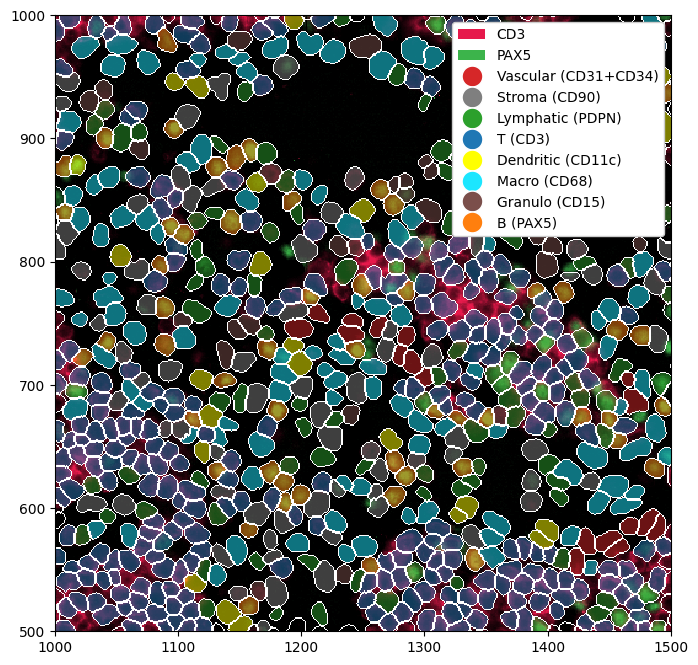 1000
900
800
700
600
500
1000
1100
1200
1300
1400
1500
CD3
PAX5
Vascular (CD31+CD34)
Stroma (CD90)
Lymphatic (PDPN)
T (CD3)
Dendritic (CD11c)
Macro (CD68)
Granulo (CD15)
B (PAX5)